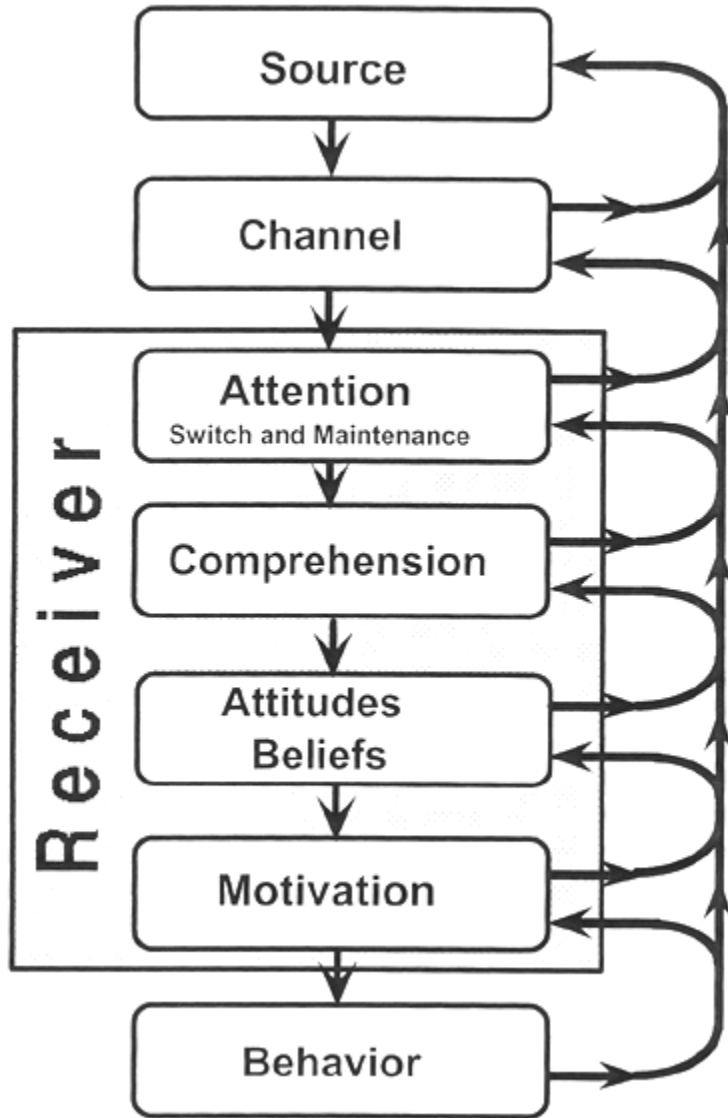 Source
Channel
Receiver
Attention
Switch and Maintenance
Comprehension
Attitudes
Beliefs
Motivation
Behavior